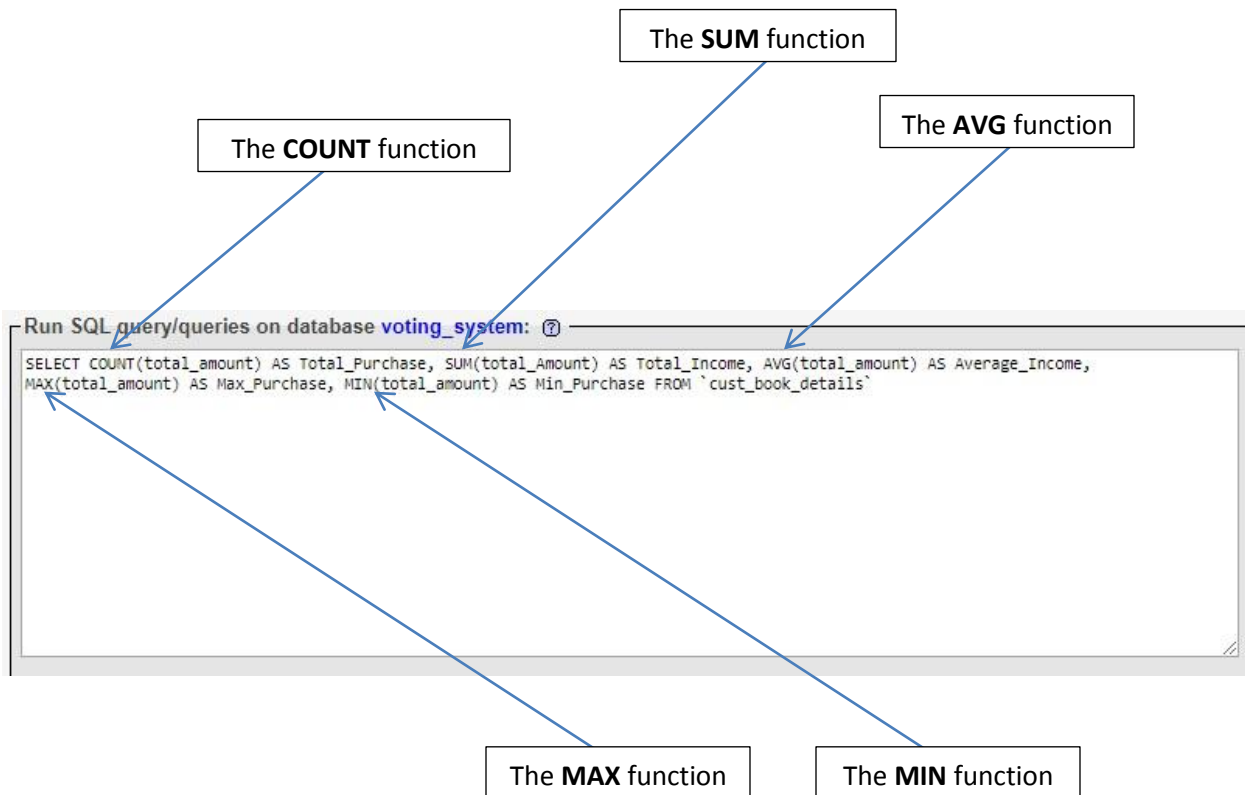 The SUM function
The AVG function
The COUNT function
Run SQL query/queries on database voting_system:
SELECT COUNT(total_amount) AS Total_Purchase, SUM(total_Amount) AS Total_Income, AVG(total_amount) AS Average_Income,
MAX(total_amount) AS Max_Purchase, MIN(total_amount) AS Min_Purchase FROM `cust_book_details`
The MAX function
The MIN function